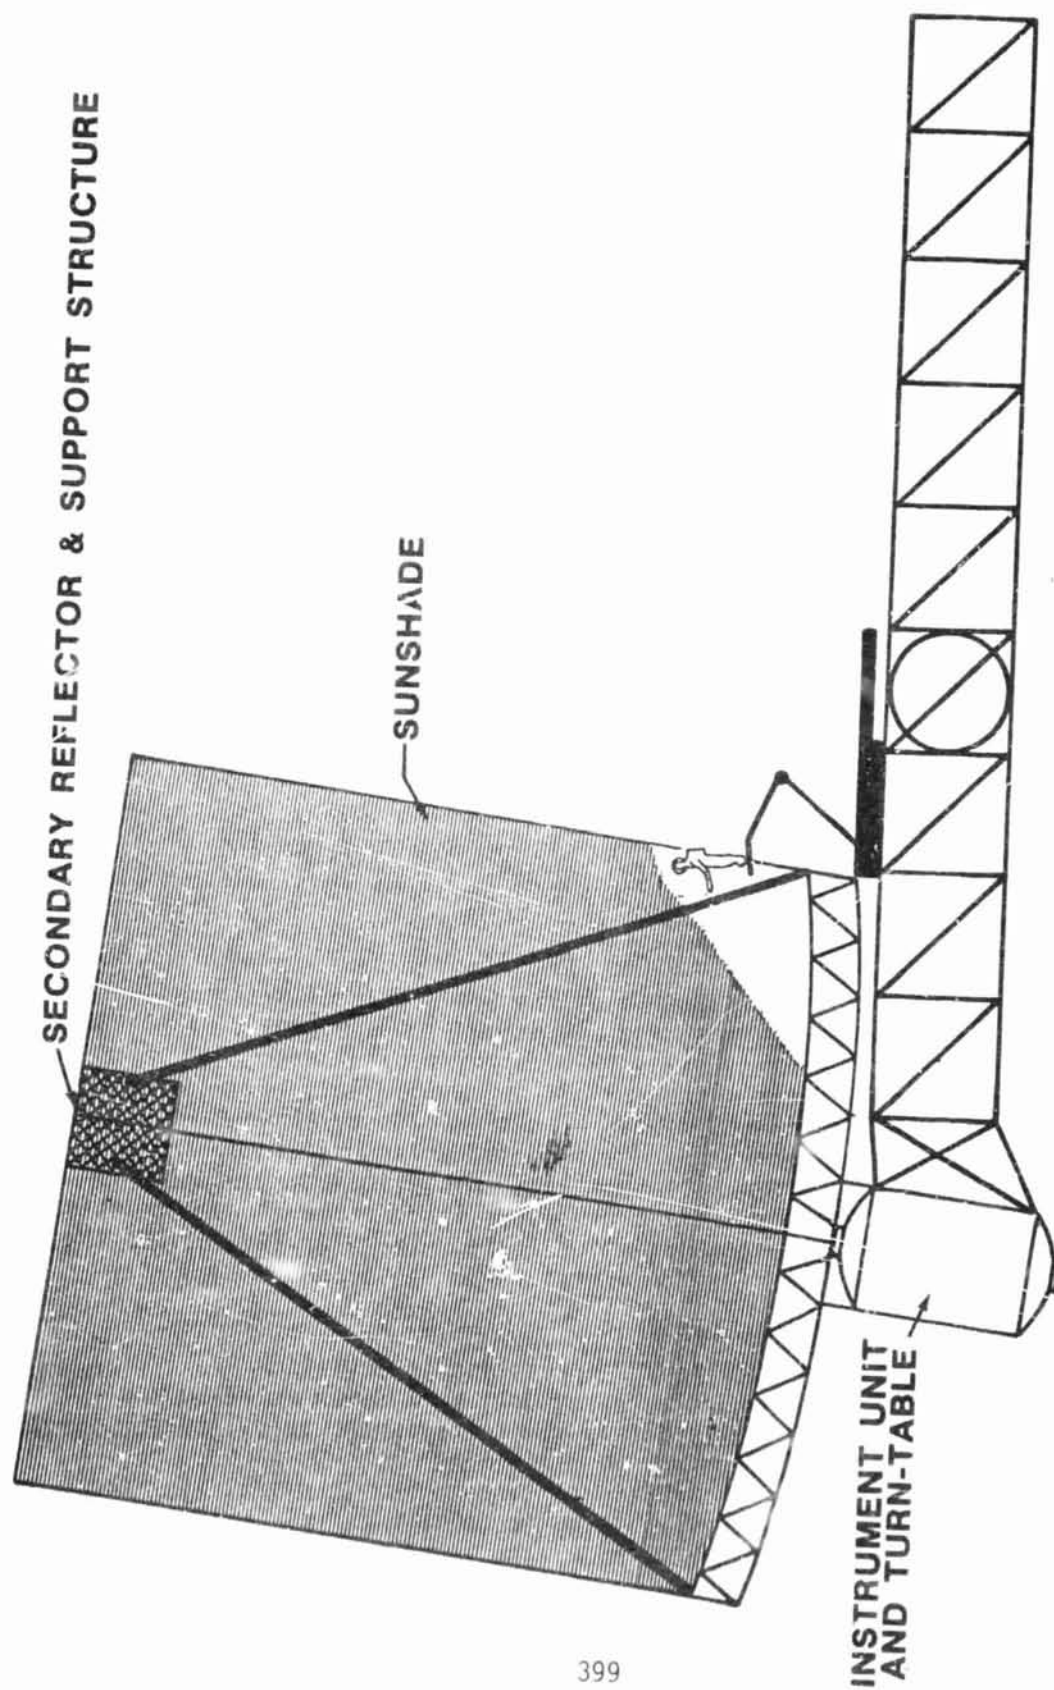 SECONDARY REFLECTOR & SUPPORT STRUCTURE
SUNSHADE
INSTRUMENT UNIT
AND TURN-TABLE
399